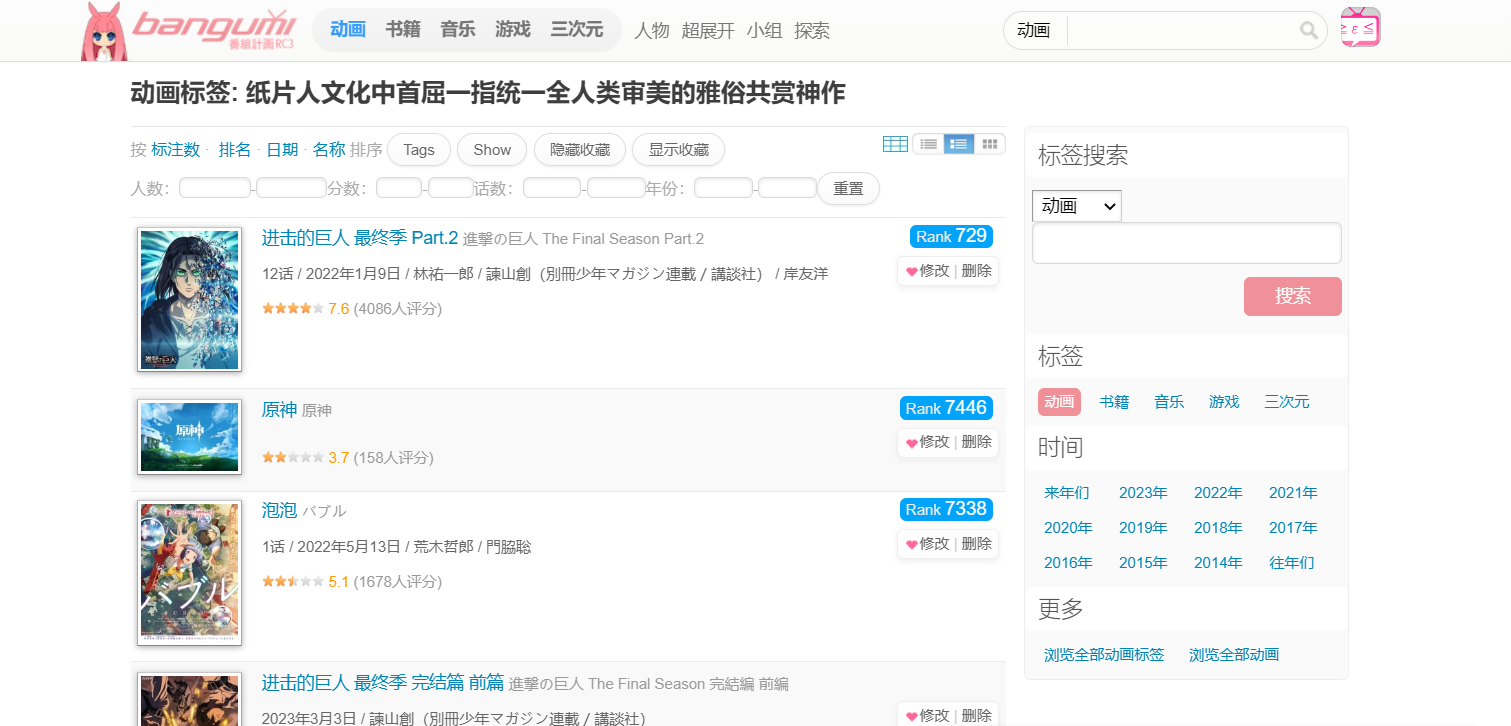 bangumi
番組計画RC3
动画 书籍 音乐 游戏 三次元 人物 超展开 小组 探索
动画
动画标签: 纸片人文化中首屈一指统一全人类审美的雅俗共赏神作
按 标注数 · 排名 · 日期 · 名称 排序 Tags Show 隐藏收藏 显示收藏
人数： - 分数： - 话数： - 年份： - 重置
进击的巨人 最终季 Part.2 進撃の巨人 The Final Season Part.2
Rank 729
12话 / 2022年1月9日 / 林祐一郎 / 諫山創（別冊少年マガジン連載 / 講談社） / 岸友洋
修改 | 删除
7.6 (4086人评分)
原神 原神
Rank 7446
修改 | 删除
3.7 (158人评分)
原神
泡泡 バブル
Rank 7338
1话 / 2022年5月13日 / 荒木哲郎 / 門脇聡
修改 | 删除
5.1 (1678人评分)
バブル
进击的巨人 最终季 完结篇 前篇 進撃の巨人 The Final Season 完結編 前編
2023年3月3日 / 諫山創（別冊少年マガジン連載 / 講談社）
修改 | 删除
标签搜索
动画
搜索
标签
动画 书籍 音乐 游戏 三次元
时间
来年们 2023年 2022年 2021年
2020年 2019年 2018年 2017年
2016年 2015年 2014年 往年们
更多
浏览全部动画标签 浏览全部动画